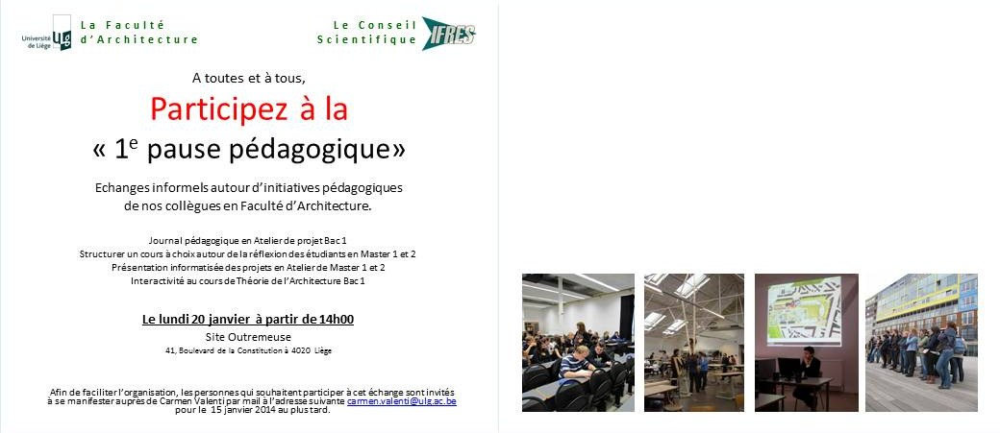 Université
de Liège
ULg
La Faculté
d’Architecture
Le Conseil
Scientifique
IFRES
A toutes et à tous,
Participez à la
« 1e pause pédagogique»
Echanges informels autour d’initiatives pédagogiques
de nos collègues en Faculté d’Architecture.
Journal pédagogique en Atelier de projet Bac 1
Structurer un cours à choix autour de la réflexion des étudiants en Master 1 et 2
Présentation informatisée des projets en Atelier de Master 1 et 2
Interactivité au cours de Théorie de l’Architecture Bac 1
Le lundi 20 janvier à partir de 14h00
Site Outremeuse
41, Boulevard de la Constitution à 4020 Liège
Afin de faciliter l’organisation, les personnes qui souhaitent participer à cet échange sont invités
à se manifester auprès de Carmen Valenti par mail à l’adresse suivante carmen.valenti@ulg.ac.be
pour le 15 janvier 2014 au plus tard.